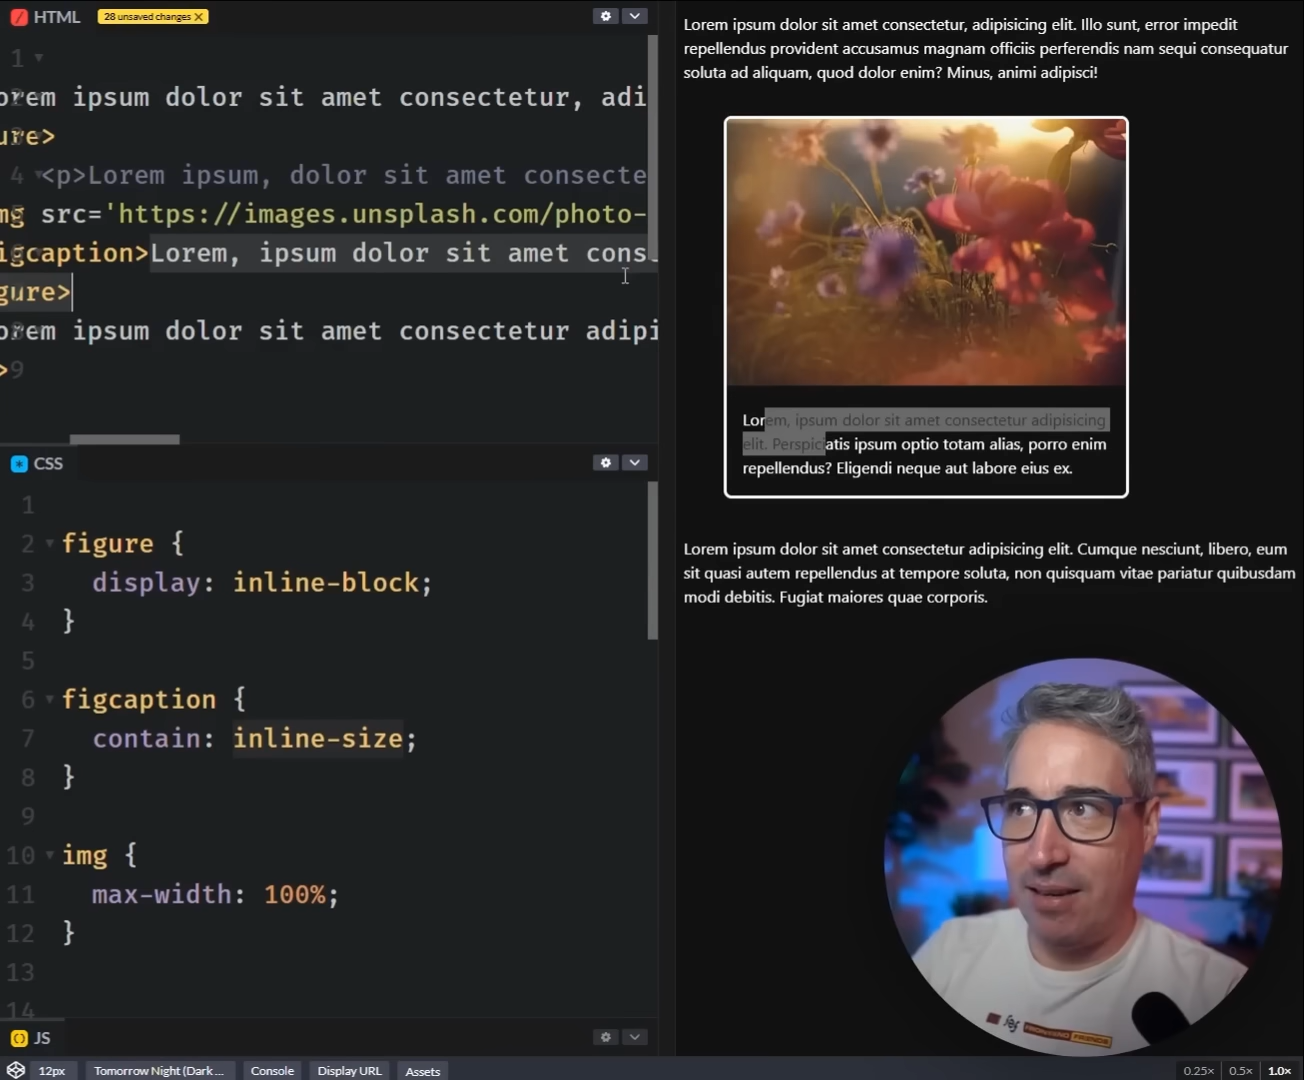 HTML
28 unsaved changes X
1
orem ipsum dolor sit amet consectetur, adi
ure>
4 <p>Lorem ipsum, dolor sit amet consecte
mg src='https://images.unsplash.com/photo-
igcaption>Lorem, ipsum dolor sit amet cons
gure>
orem ipsum dolor sit amet consectetur adipi
>9
CSS
1
2 figure {
3 display: inline-block;
4 }
5
6 figcaption {
7 contain: inline-size;
8 }
9
10 img {
11 max-width: 100%;
12 }
13
14
JS
12px
Tomorrow Night (Dark ...
Console
Display URL
Assets
Lorem ipsum dolor sit amet consectetur, adipisicing elit. Illo sunt, error impedit
repellendus provident accusamus magnam officiis perferendis nam sequi consequatur
soluta ad aliquam, quod dolor enim? Minus, animi adipisci!
Lorem, ipsum dolor sit amet consectetur adipisicing
elit. Perspiciatis ipsum optio totam alias, porro enim
repellendus? Eligendi neque aut labore eius ex.
Lorem ipsum dolor sit amet consectetur adipisicing elit. Cumque nesciunt, libero, eum
sit quasi autem repellendus at tempore soluta, non quisquam vitae pariatur quibusdam
modi debitis. Fugiat maiores quae corporis.
FRONTEND
FRIENDS
0.25×
0.5×
1.0×